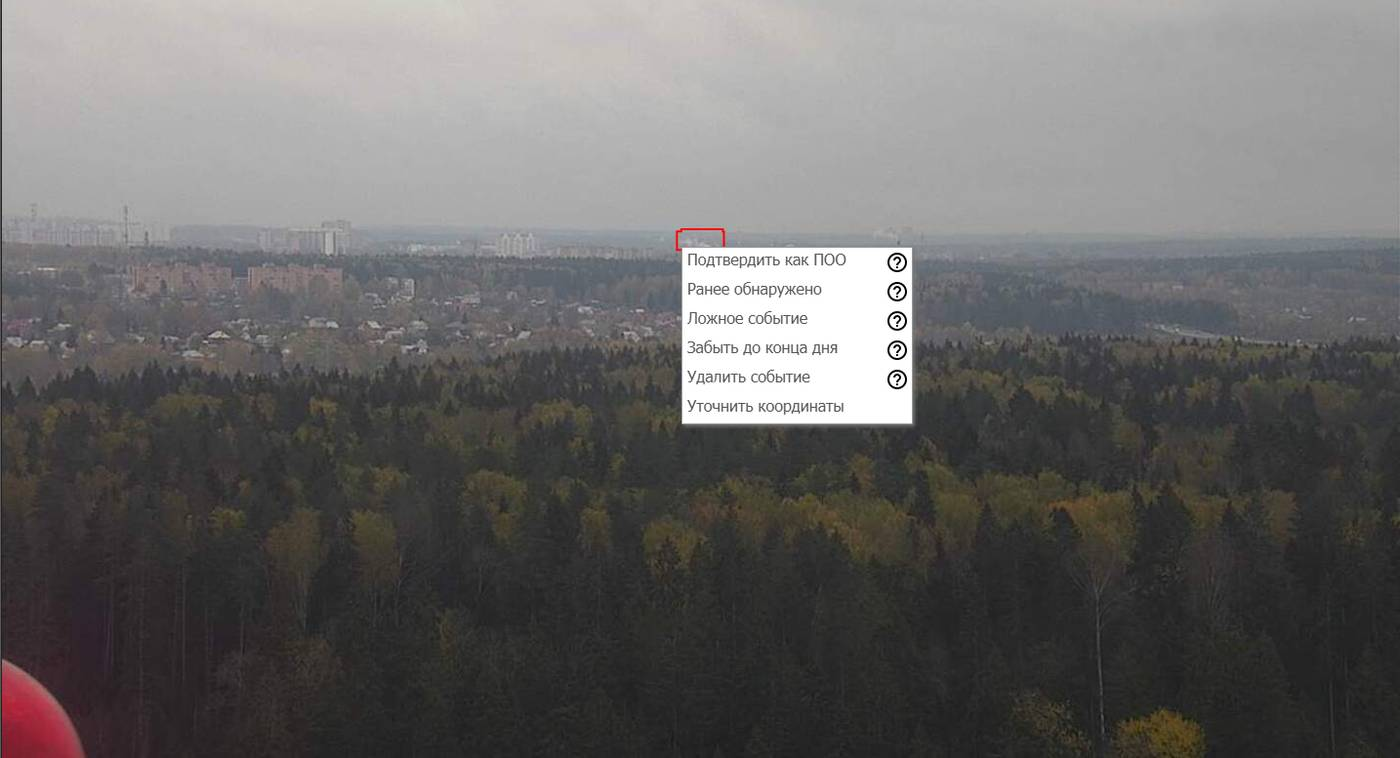 Подтвердить как ПОО
Ранее обнаружено
Ложное событие
Забыть до конца дня
Удалить событие
Уточнить координаты